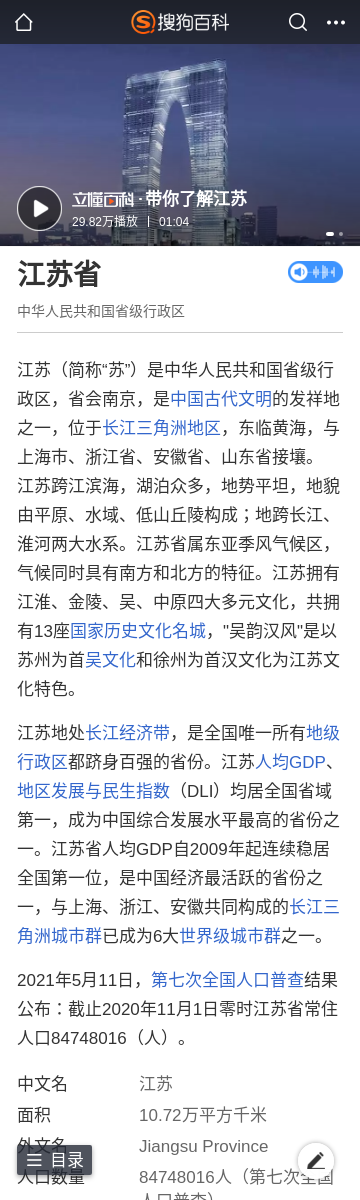 搜狗百科
立懂百科·带你了解江苏
29.82万播放 | 01:04
江苏省
中华人民共和国省级行政区
江苏（简称“苏”）是中华人民共和国省级行
政区，省会南京，是中国古代文明的发祥地
之一，位于长江三角洲地区，东临黄海，与
上海市、浙江省、安徽省、山东省接壤。
江苏跨江滨海，湖泊众多，地势平坦，地貌
由平原、水域、低山丘陵构成；地跨长江、
淮河两大水系。江苏省属东亚季风气候区，
气候同时具有南方和北方的特征。江苏拥有
江淮、金陵、吴、中原四大多元文化，共拥
有13座国家历史文化名城，"吴韵汉风"是以
苏州为首吴文化和徐州为首汉文化为江苏文
化特色。
江苏地处长江经济带，是全国唯一所有地级
行政区都跻身百强的省份。江苏人均GDP、
地区发展与民生指数（DLI）均居全国省域
第一，成为中国综合发展水平最高的省份之
一。江苏省人均GDP自2009年起连续稳居
全国第一位，是中国经济最活跃的省份之
一，与上海、浙江、安徽共同构成的长江三
角洲城市群已成为6大世界级城市群之一。
2021年5月11日，第七次全国人口普查结果
公布：截止2020年11月1日零时江苏省常住
人口84748016（人）。
中文名 江苏
面积 10.72万平方千米
外文名 Jiangsu Province
目录
人口数量 84748016人（第七次全国
人口普查）